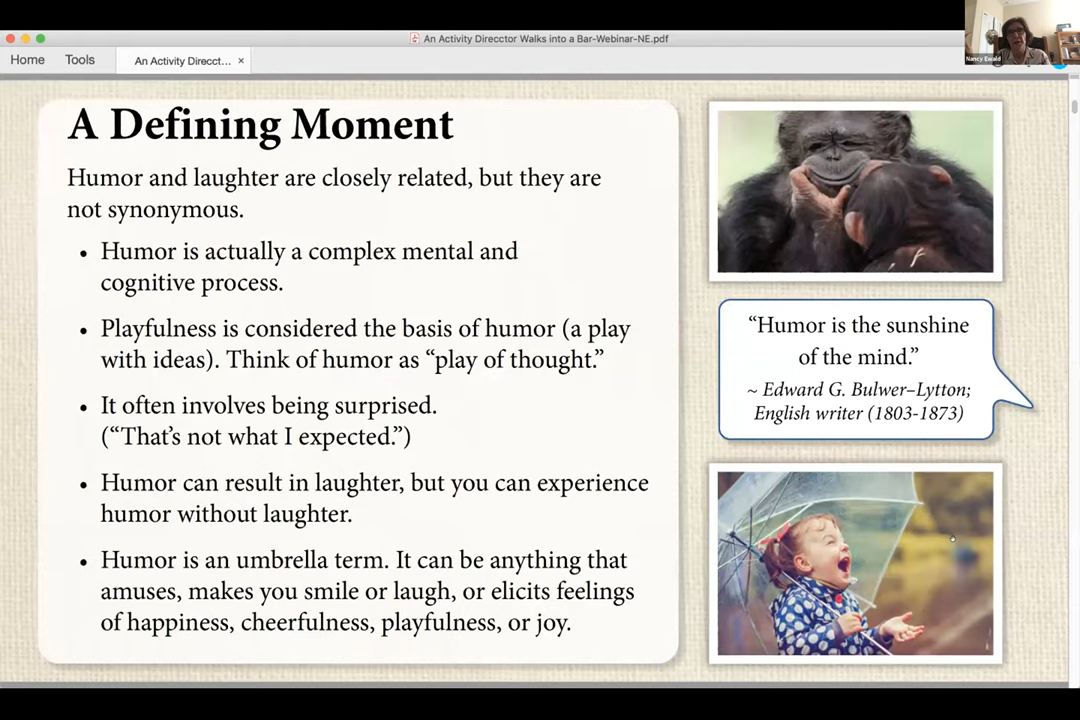 An Activity Direcctor Walks into a Bar-Webinar-NE.pdf
Nancy Ewald
Home
Tools
An Activity Direcct...
×
A Defining Moment
Humor and laughter are closely related, but they are
not synonymous.
• Humor is actually a complex mental and
cognitive process.
• Playfulness is considered the basis of humor (a play
with ideas). Think of humor as “play of thought.”
• It often involves being surprised.
(“That’s not what I expected.”)
• Humor can result in laughter, but you can experience
humor without laughter.
• Humor is an umbrella term. It can be anything that
amuses, makes you smile or laugh, or elicits feelings
of happiness, cheerfulness, playfulness, or joy.
“Humor is the sunshine
of the mind.”
~ Edward G. Bulwer–Lytton;
English writer (1803-1873)